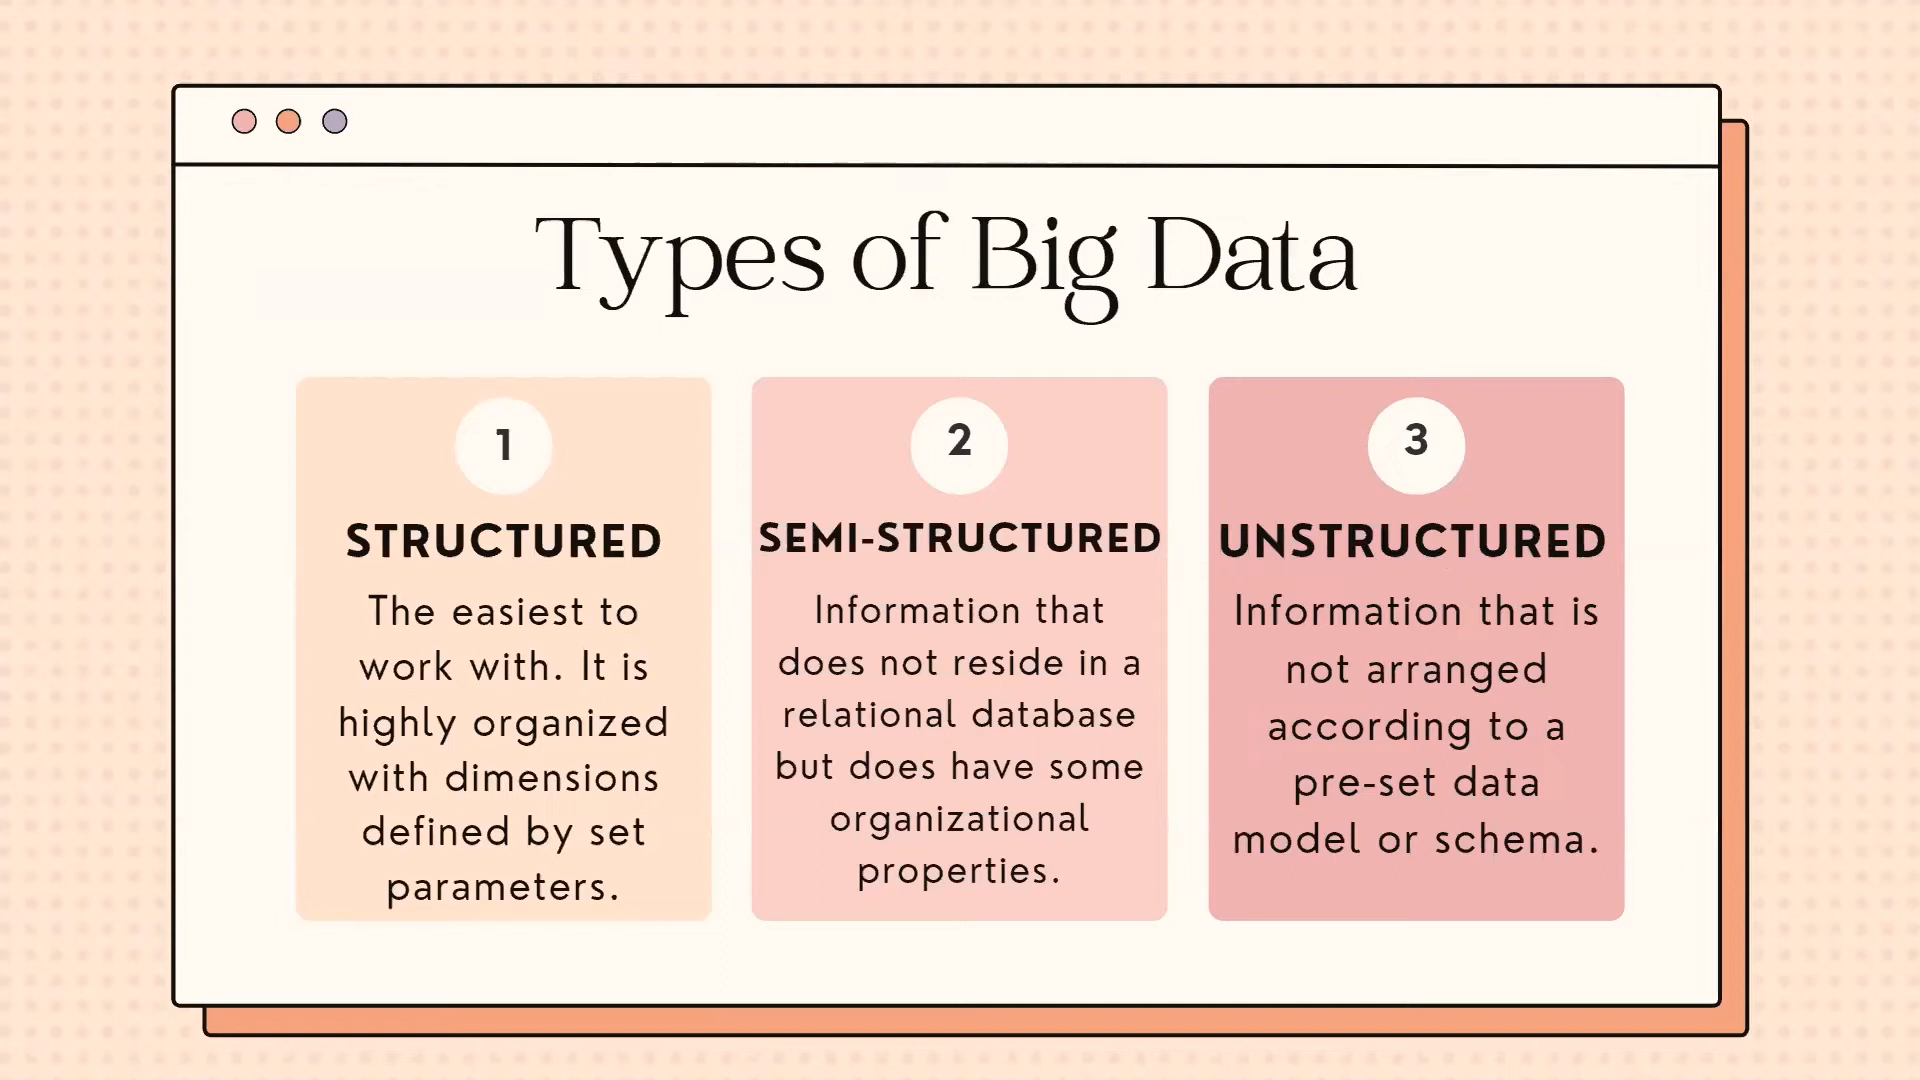 Types of Big Data
1
STRUCTURED
The easiest to
work with. It is
highly organized
with dimensions
defined by set
parameters.
2
SEMI-STRUCTURED
Information that
does not reside in a
relational database
but does have some
organizational
properties.
3
UNSTRUCTURED
Information that is
not arranged
according to a
pre-set data
model or schema.